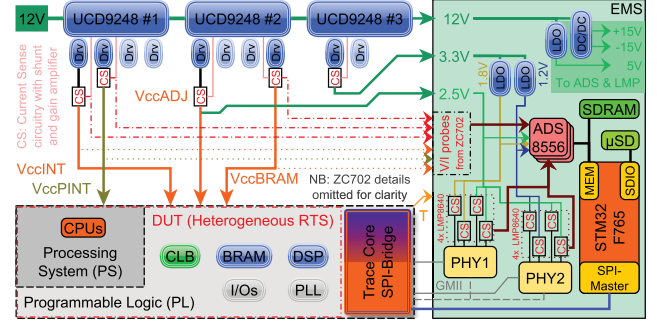 12V
UCD9248 #1
UCD9248 #2
UCD9248 #3
12V
EMS
Drv
Drv
Drv
Drv
Drv
Drv
Drv
Drv
Drv
Drv
LDO
DC/DC
+15V
-15V
5V
To ADS & LMP
3.3V
1.8V
LDO
LDO
1.2V
CS: Current Sense
circuitry with shunt
and gain amplifier
CS
CS
CS
CS
CS
VccADJ
2.5V
V/I probes
from ZC702
ADS
8556
SDRAM
µSD
VccINT
VccPINT
VccBRAM
NB: ZC702 details
omitted for clarity
T
MEM
SDIO
STM32
F765
CPUs
Processing
System (PS)
DUT (Heterogeneous RTS)
CLB
BRAM
DSP
I/Os
PLL
Programmable Logic (PL)
Trace Core
SPI-Bridge
4x LMP8640
CS
CS
CS
CS
4x LMP8640
CS
CS
CS
CS
PHY1
PHY2
GMII
SPI-
Master